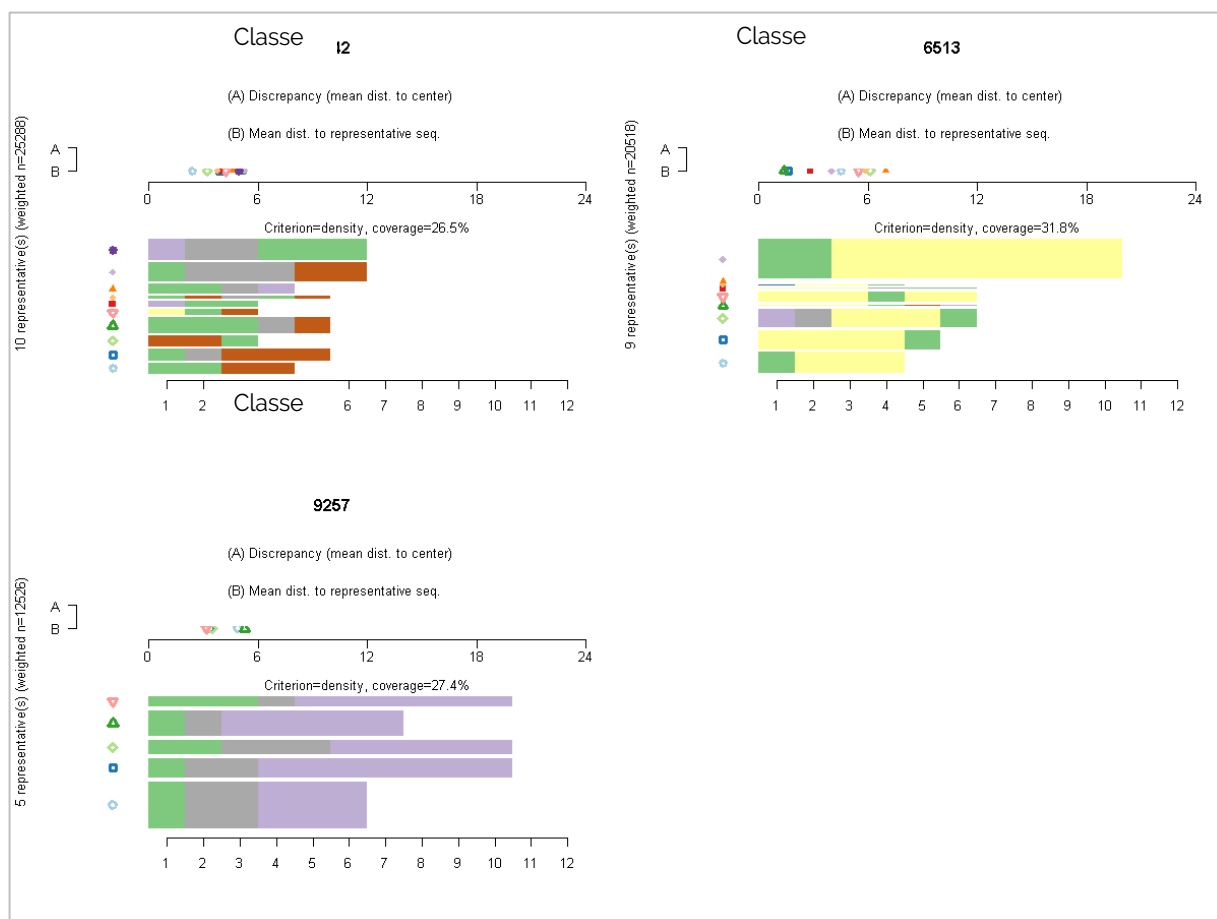 Classe
42
(A) Discrepancy (mean dist. to center)
(B) Mean dist. to representative seq.
10 representative(s) (weighted n=25288)
A
B
0 6 12 18 24
Criterion=density, coverage=26.5%
1 2 6 7 8 9 10 11 12
Classe
Classe
6513
(A) Discrepancy (mean dist. to center)
(B) Mean dist. to representative seq.
9 representative(s) (weighted n=20518)
A
B
0 6 12 18 24
Criterion=density, coverage=31.8%
1 2 3 4 5 6 7 8 9 10 11 12
9257
(A) Discrepancy (mean dist. to center)
(B) Mean dist. to representative seq.
5 representative(s) (weighted n=12526)
A
B
0 6 12 18 24
Criterion=density, coverage=27.4%
1 2 3 4 5 6 7 8 9 10 11 12